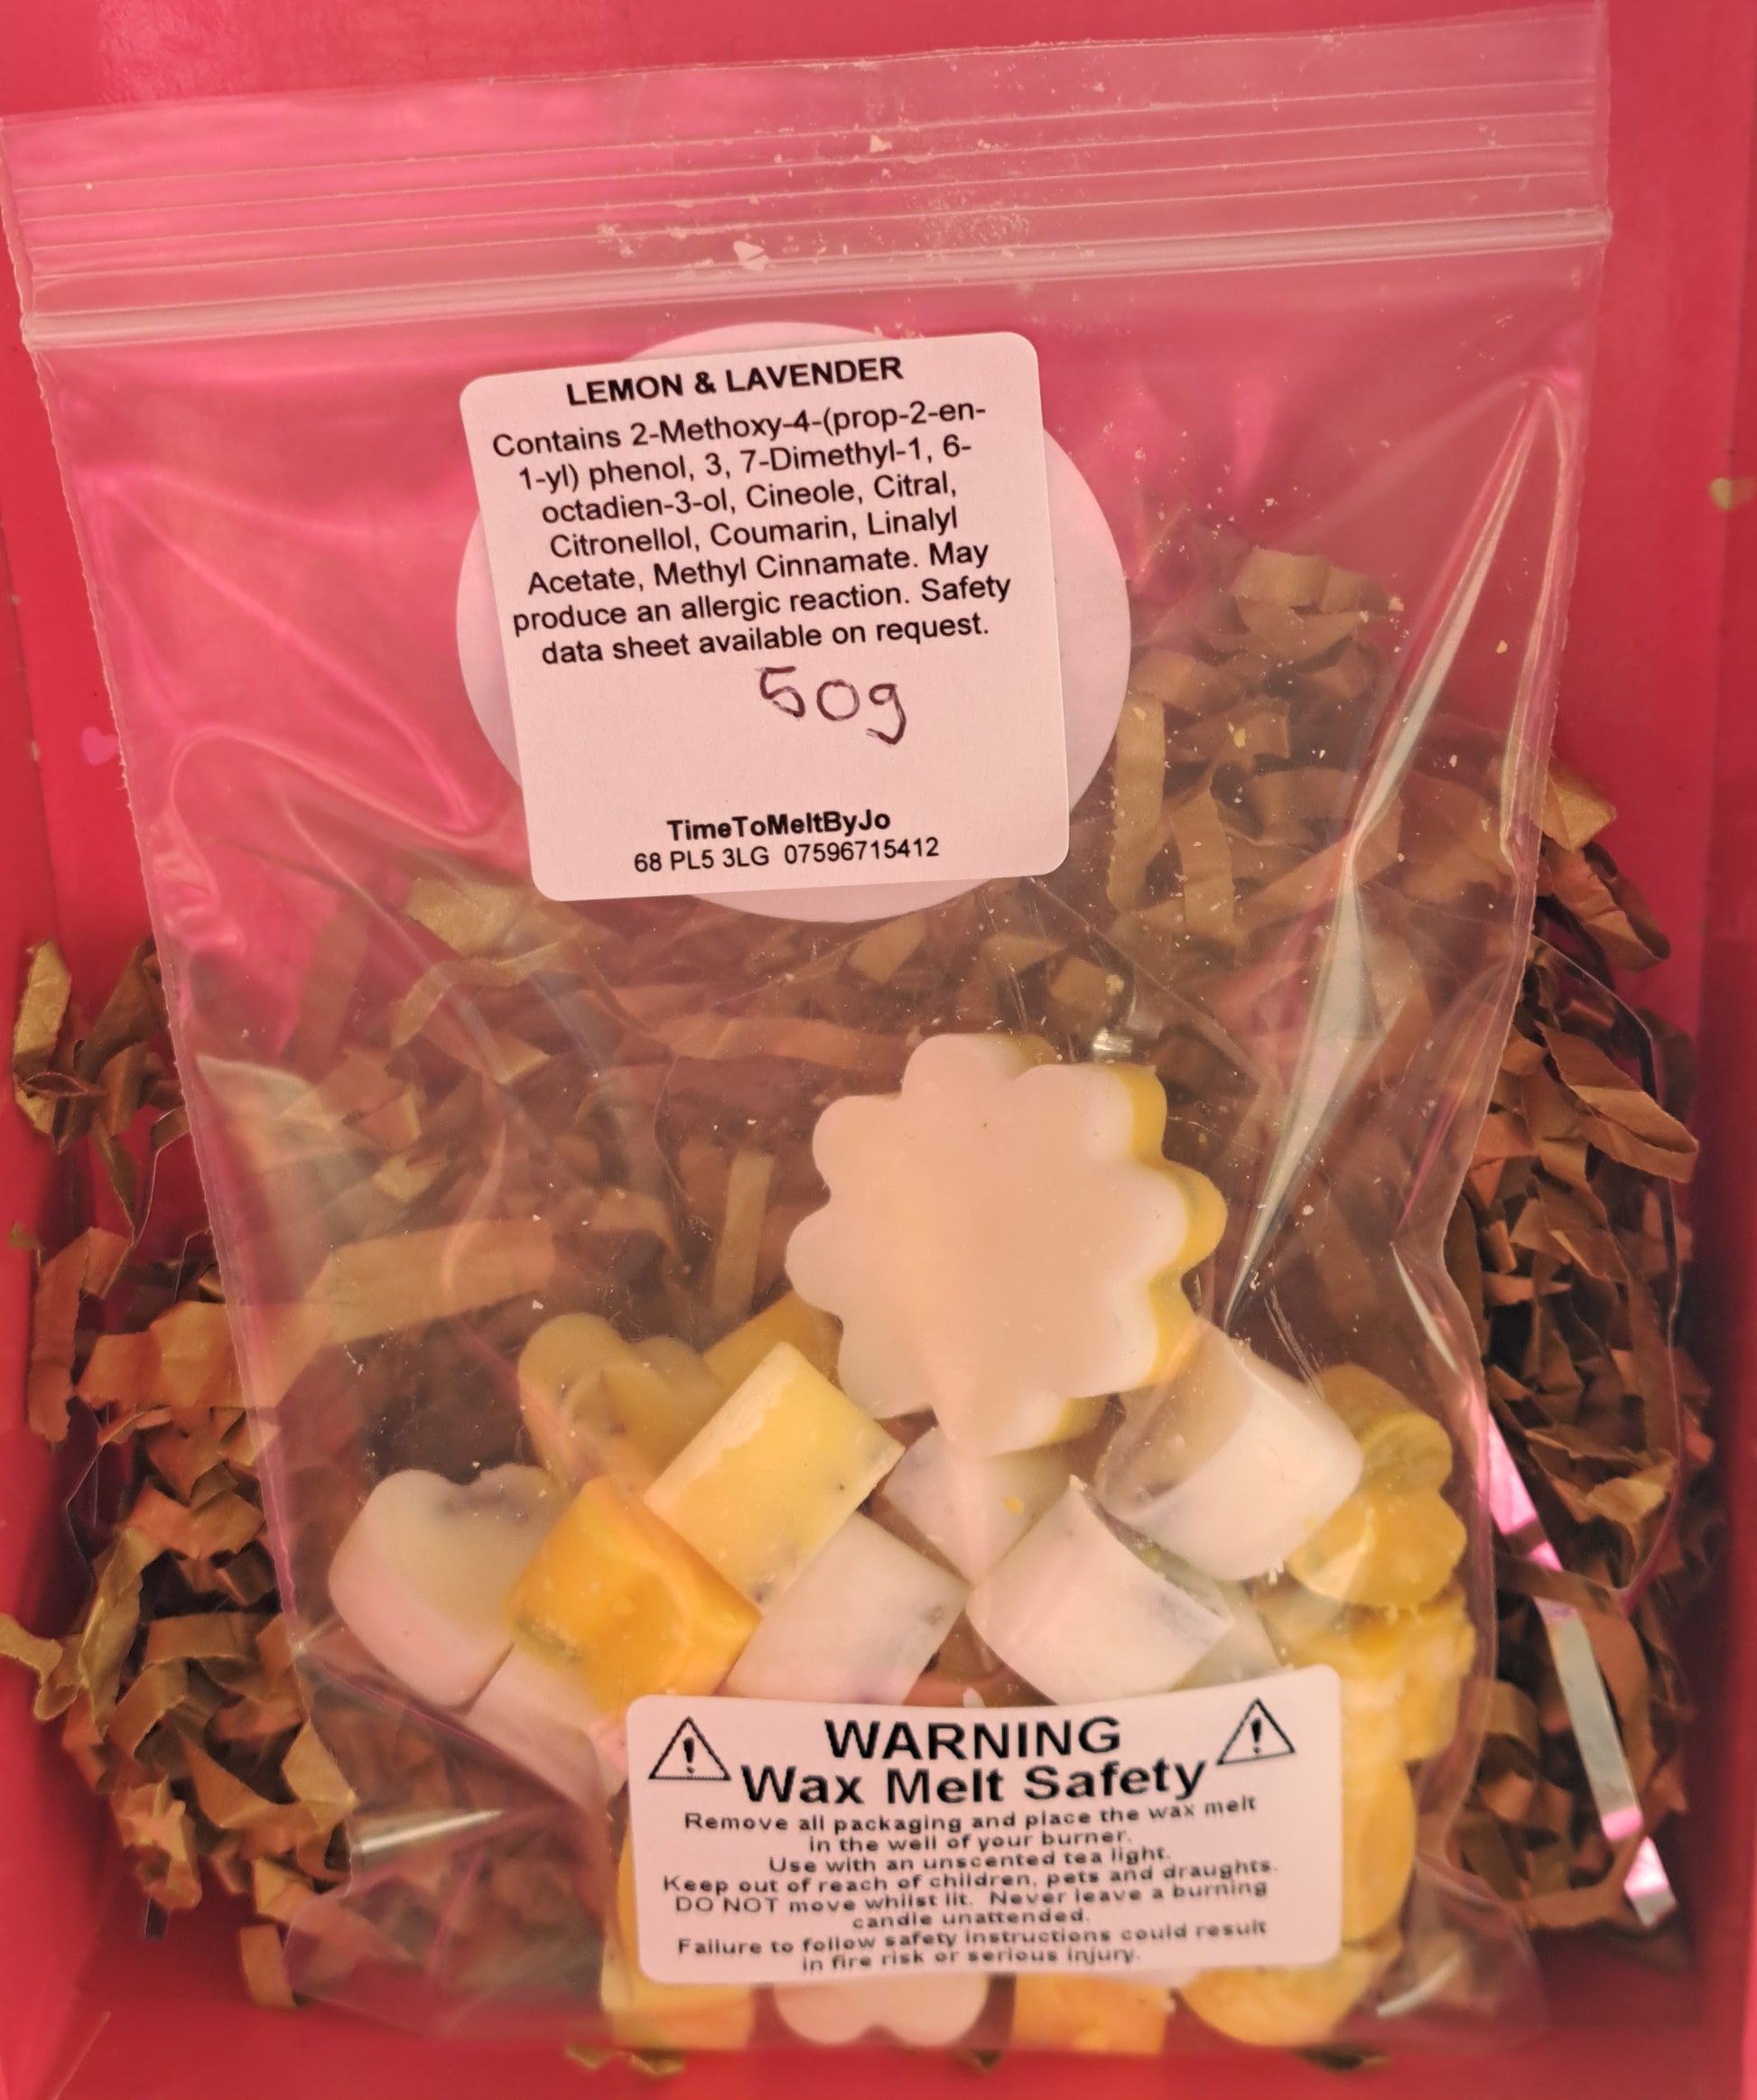 LEMON & LAVENDER
Contains 2-Methoxy-4-(prop-2-en-
1-yl) phenol, 3, 7-Dimethyl-1, 6-
octadien-3-ol, Cineole, Citral,
Citronellol, Coumarin, Linalyl
Acetate, Methyl Cinnamate. May
produce an allergic reaction. Safety
data sheet available on request.
50g
TimeToMeltByJo
68 PL5 3LG 07596715412
WARNING
Wax Melt Safety
Remove all packaging and place the wax melt
in the well of your burner.
Use with an unscented tea light.
Keep out of reach of children, pets and draughts.
DO NOT move whilst lit. Never leave a burning
candle unattended.
Failure to follow safety instructions could result
in fire risk or serious injury.